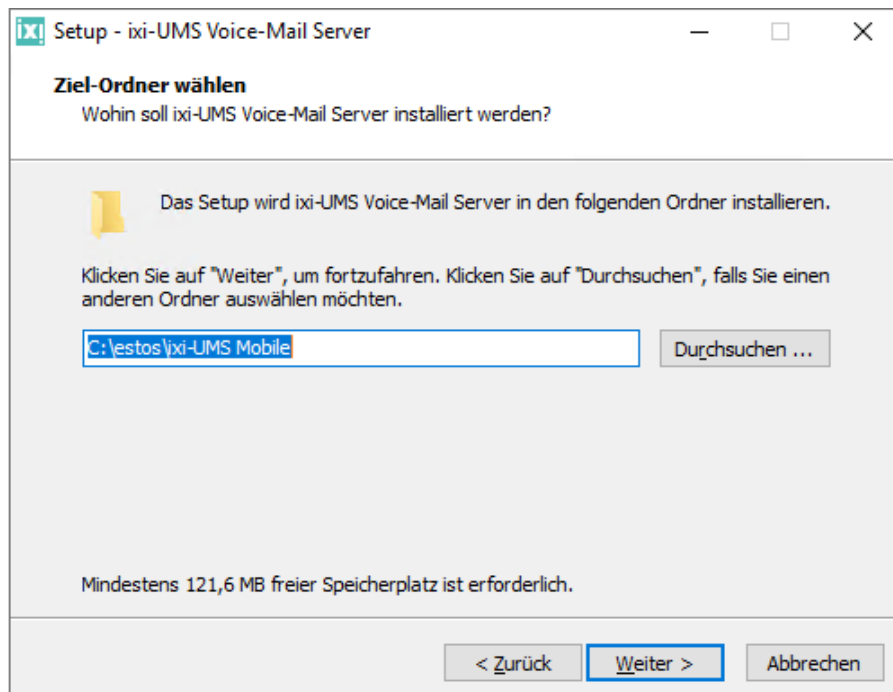 ixi Setup - ixi-UMS Voice-Mail Server
Ziel-Ordner wählen
Wohin soll ixi-UMS Voice-Mail Server installiert werden?
Das Setup wird ixi-UMS Voice-Mail Server in den folgenden Ordner installieren.
Klicken Sie auf "Weiter", um fortzufahren. Klicken Sie auf "Durchsuchen", falls Sie einen
anderen Ordner auswählen möchten.
C:\estos\ixi-UMS Mobile
Durchsuchen ...
Mindestens 121,6 MB freier Speicherplatz ist erforderlich.
< Zurück Weiter > Abbrechen